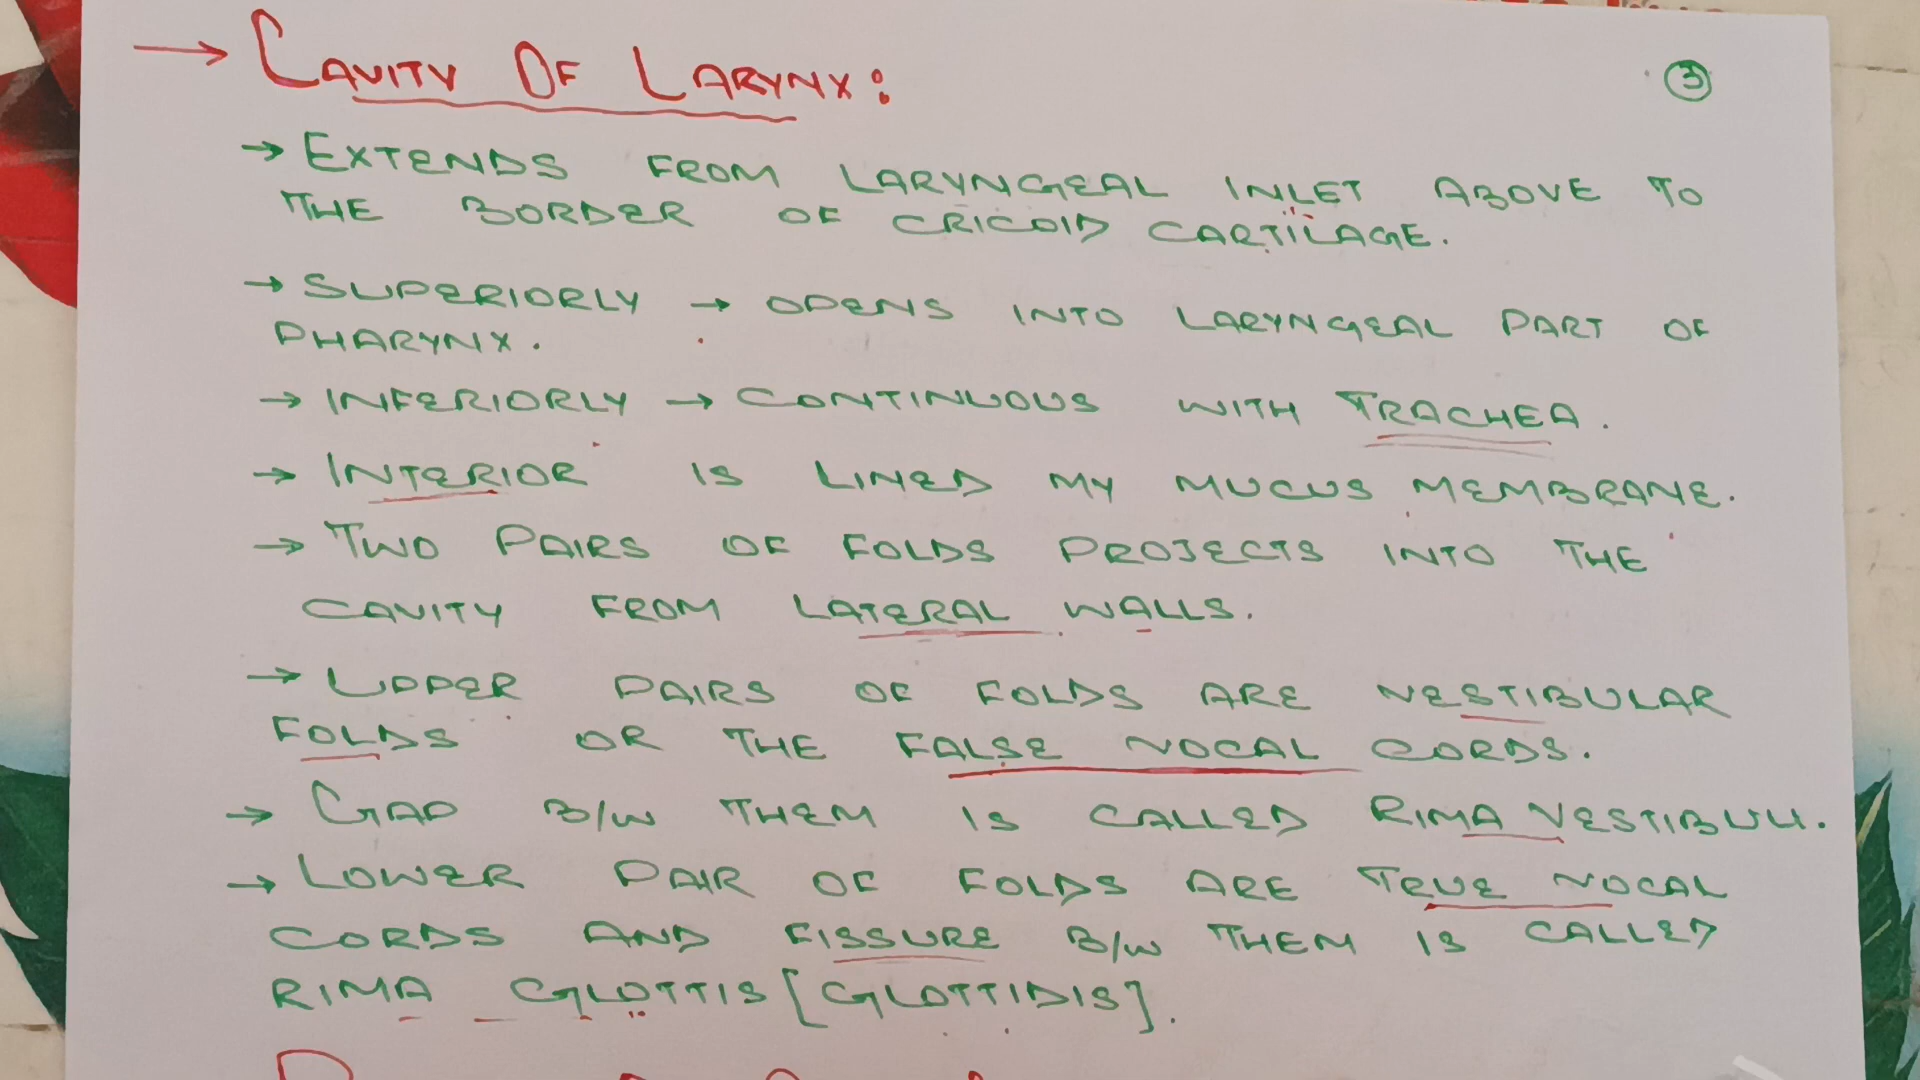 → CAVITY OF LARYNX:
3
→ EXTENDS FROM LARYNGEAL INLET ABOVE TO
THE BORDER OF CRICOID CARTILAGE.
→ SUPERIORLY → OPENS INTO LARYNGEAL PART OF
PHARYNX.
→ INFERIORLY → CONTINUOUS WITH TRACHEA.
→ INTERIOR IS LINED MY MUCUS MEMBRANE.
→ TWO PAIRS OF FOLDS PROJECTS INTO THE
CAVITY FROM LATERAL WALLS.
→ UPPER PAIRS OF FOLDS ARE VESTIBULAR
FOLDS OR THE FALSE VOCAL CORDS.
→ GAP B/W THEM IS CALLED RIMA VESTIBULI.
→ LOWER PAIR OF FOLDS ARE TRUE VOCAL
CORDS AND FISSURE B/W THEM IS CALLED
RIMA GLOTTIS [GLOTTIDIS].